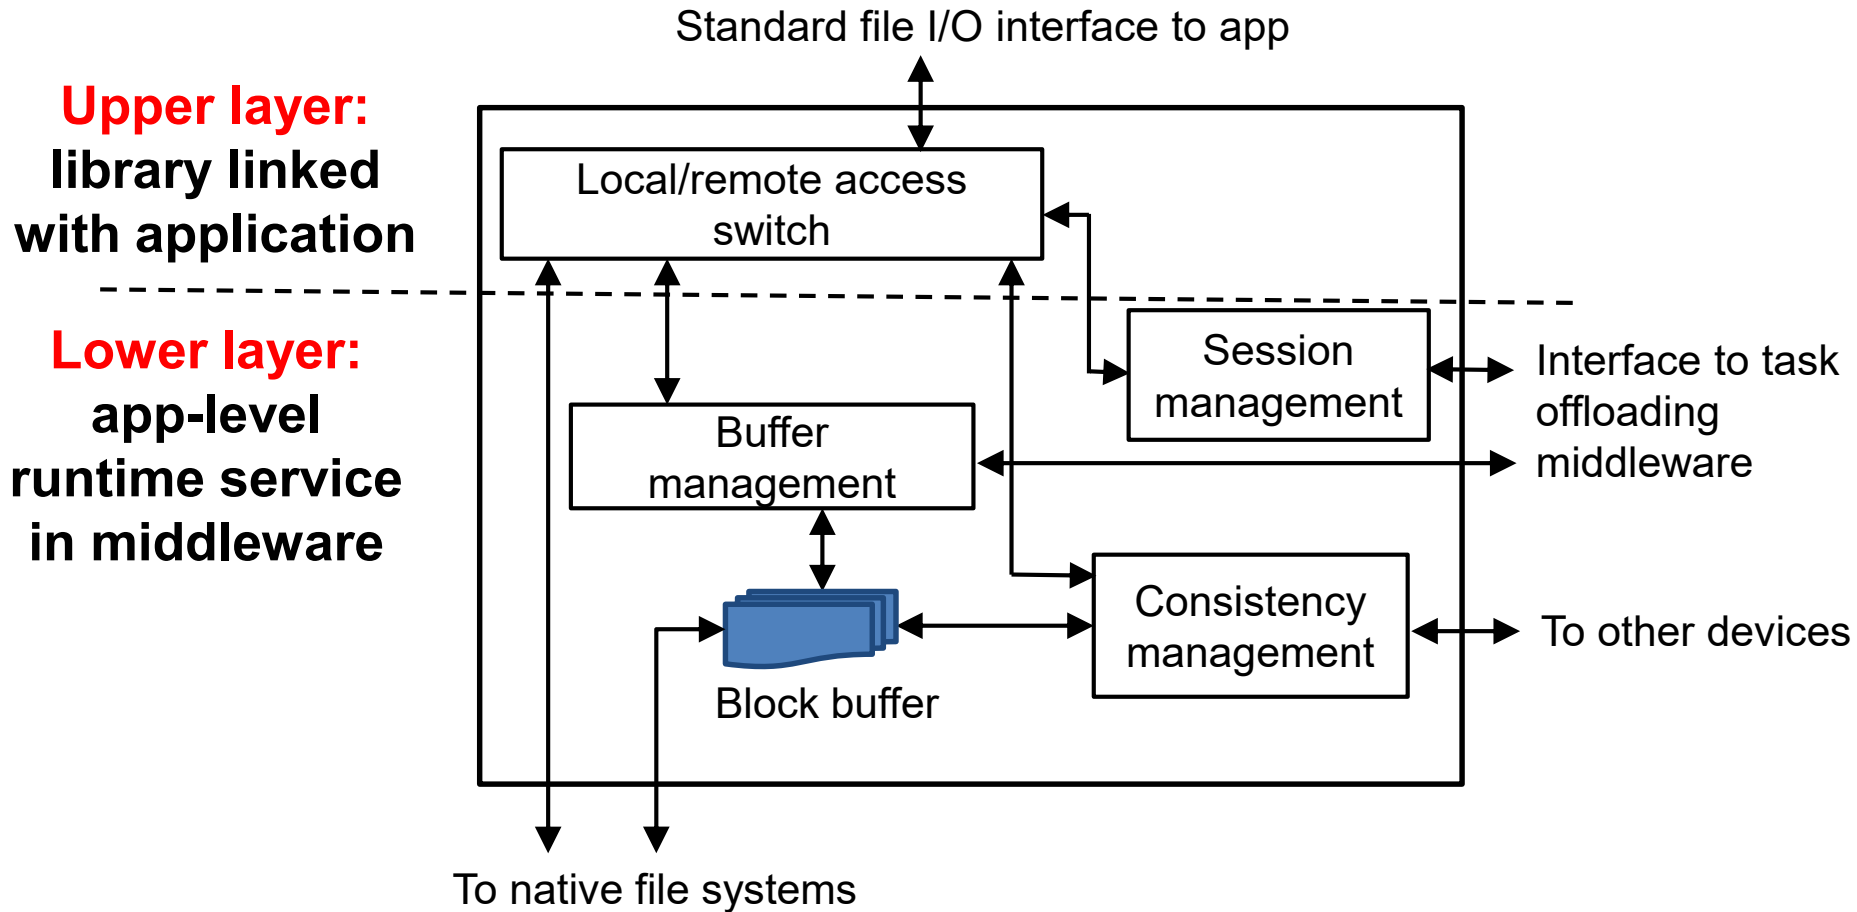 Standard file I/O interface to app
Upper layer:
library linked
with application
Local/remote access
switch
Lower layer:
app-level
runtime service
in middleware
Session
management
Interface to task
offloading
middleware
Buffer
management
Consistency
management
To other devices
Block buffer
To native file systems